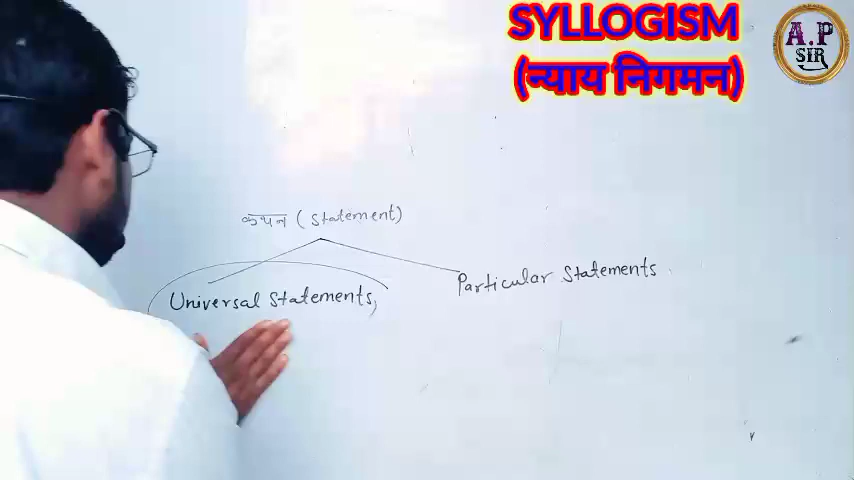 SYLLOGISM
(न्याय निगमन)
A.P
SIR
कथन (Statement)
Universal Statements,
Particular Statements